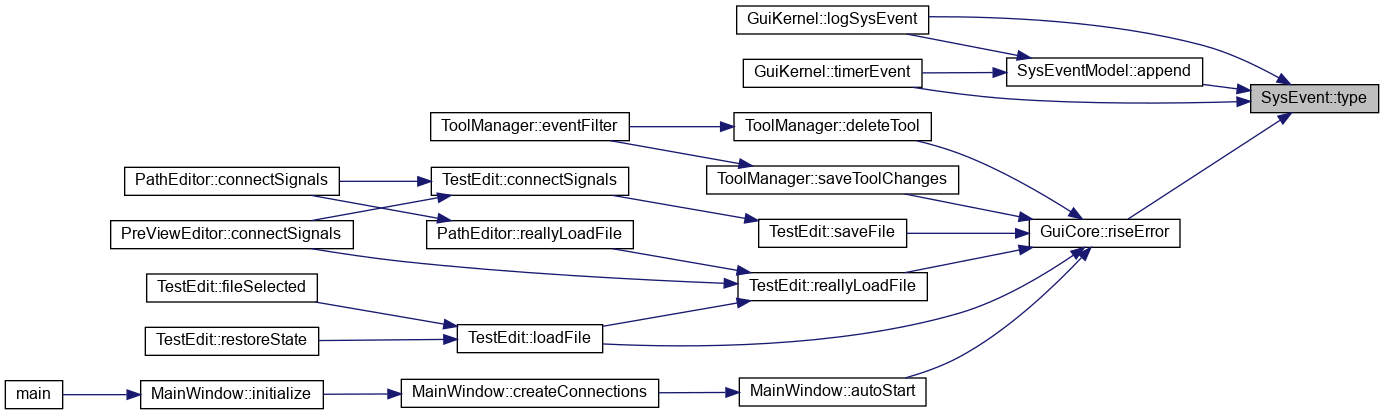 GuiKernel::logSysEvent
SysEventModel::append
GuiKernel::timerEvent
SysEvent::type
ToolManager::eventFilter
ToolManager::deleteTool
PathEditor::connectSignals
TestEdit::connectSignals
ToolManager::saveToolChanges
PreViewEditor::connectSignals
PathEditor::reallyLoadFile
TestEdit::saveFile
GuiCore::riseError
TestEdit::fileSelected
TestEdit::reallyLoadFile
TestEdit::restoreState
TestEdit::loadFile
main
MainWindow::initialize
MainWindow::createConnections
MainWindow::autoStart